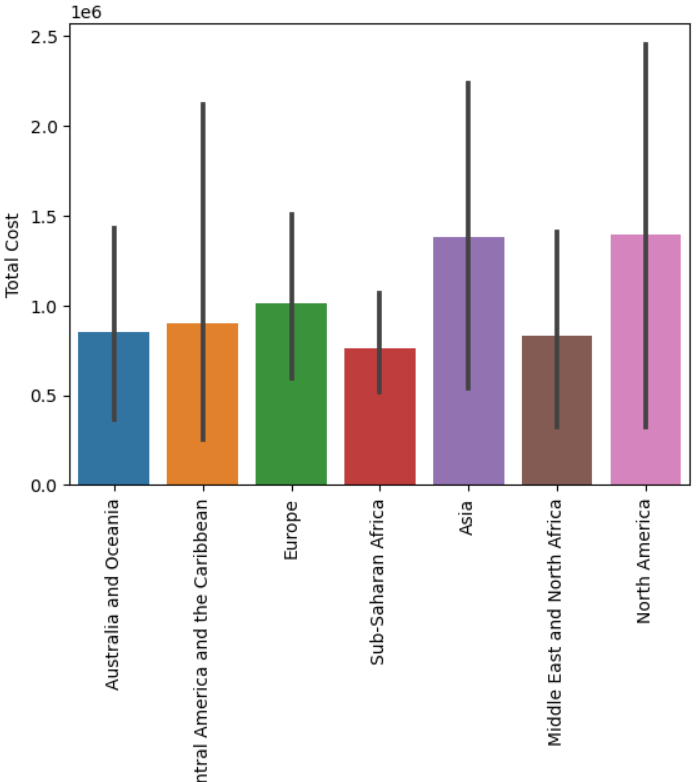 1e6
2.5
2.0
1.5
1.0
0.5
0.0
Total Cost
Australia and Oceania
ntral America and the Caribbean
Europe
Sub-Saharan Africa
Asia
Middle East and North Africa
North America